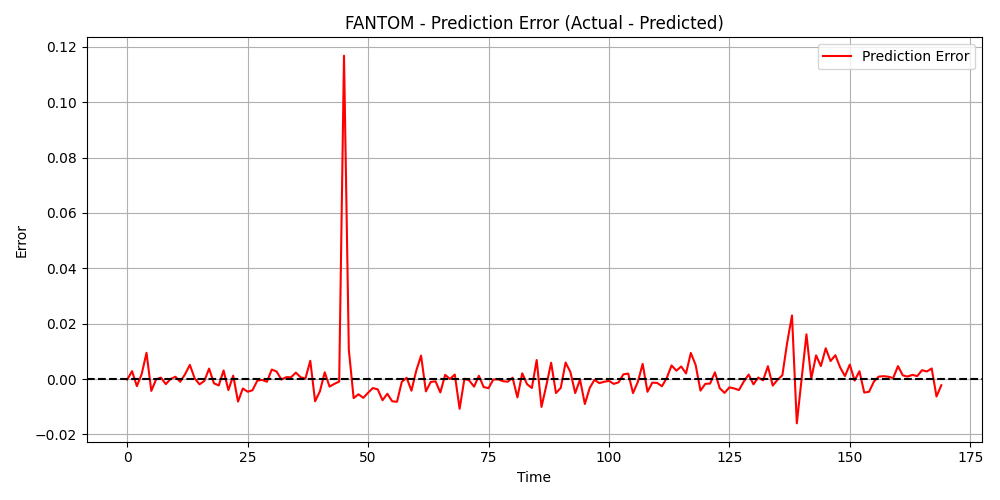 FANTOM - Prediction Error (Actual - Predicted)
Prediction Error
Error
0.12
0.10
0.08
0.06
0.04
0.02
0.00
−0.02
0 25 50 75 100 125 150 175
Time